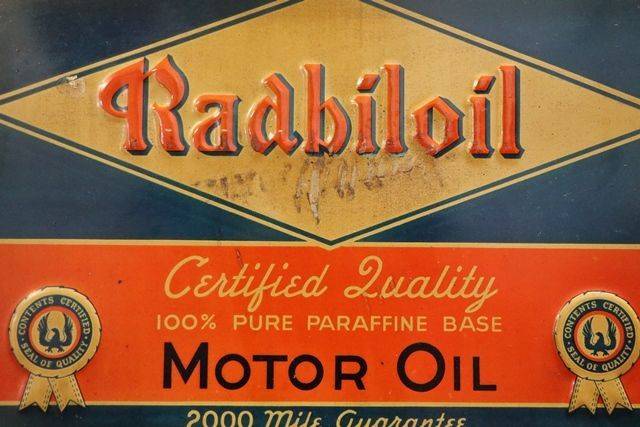 Radbiloil
Certified Quality
100% PURE PARAFFINE BASE
MOTOR OIL
2000 Mile Guarantee
CONTENTS CERTIFIED
SEAL OF QUALITY
CONTENTS CERTIFIED
SEAL OF QUALITY